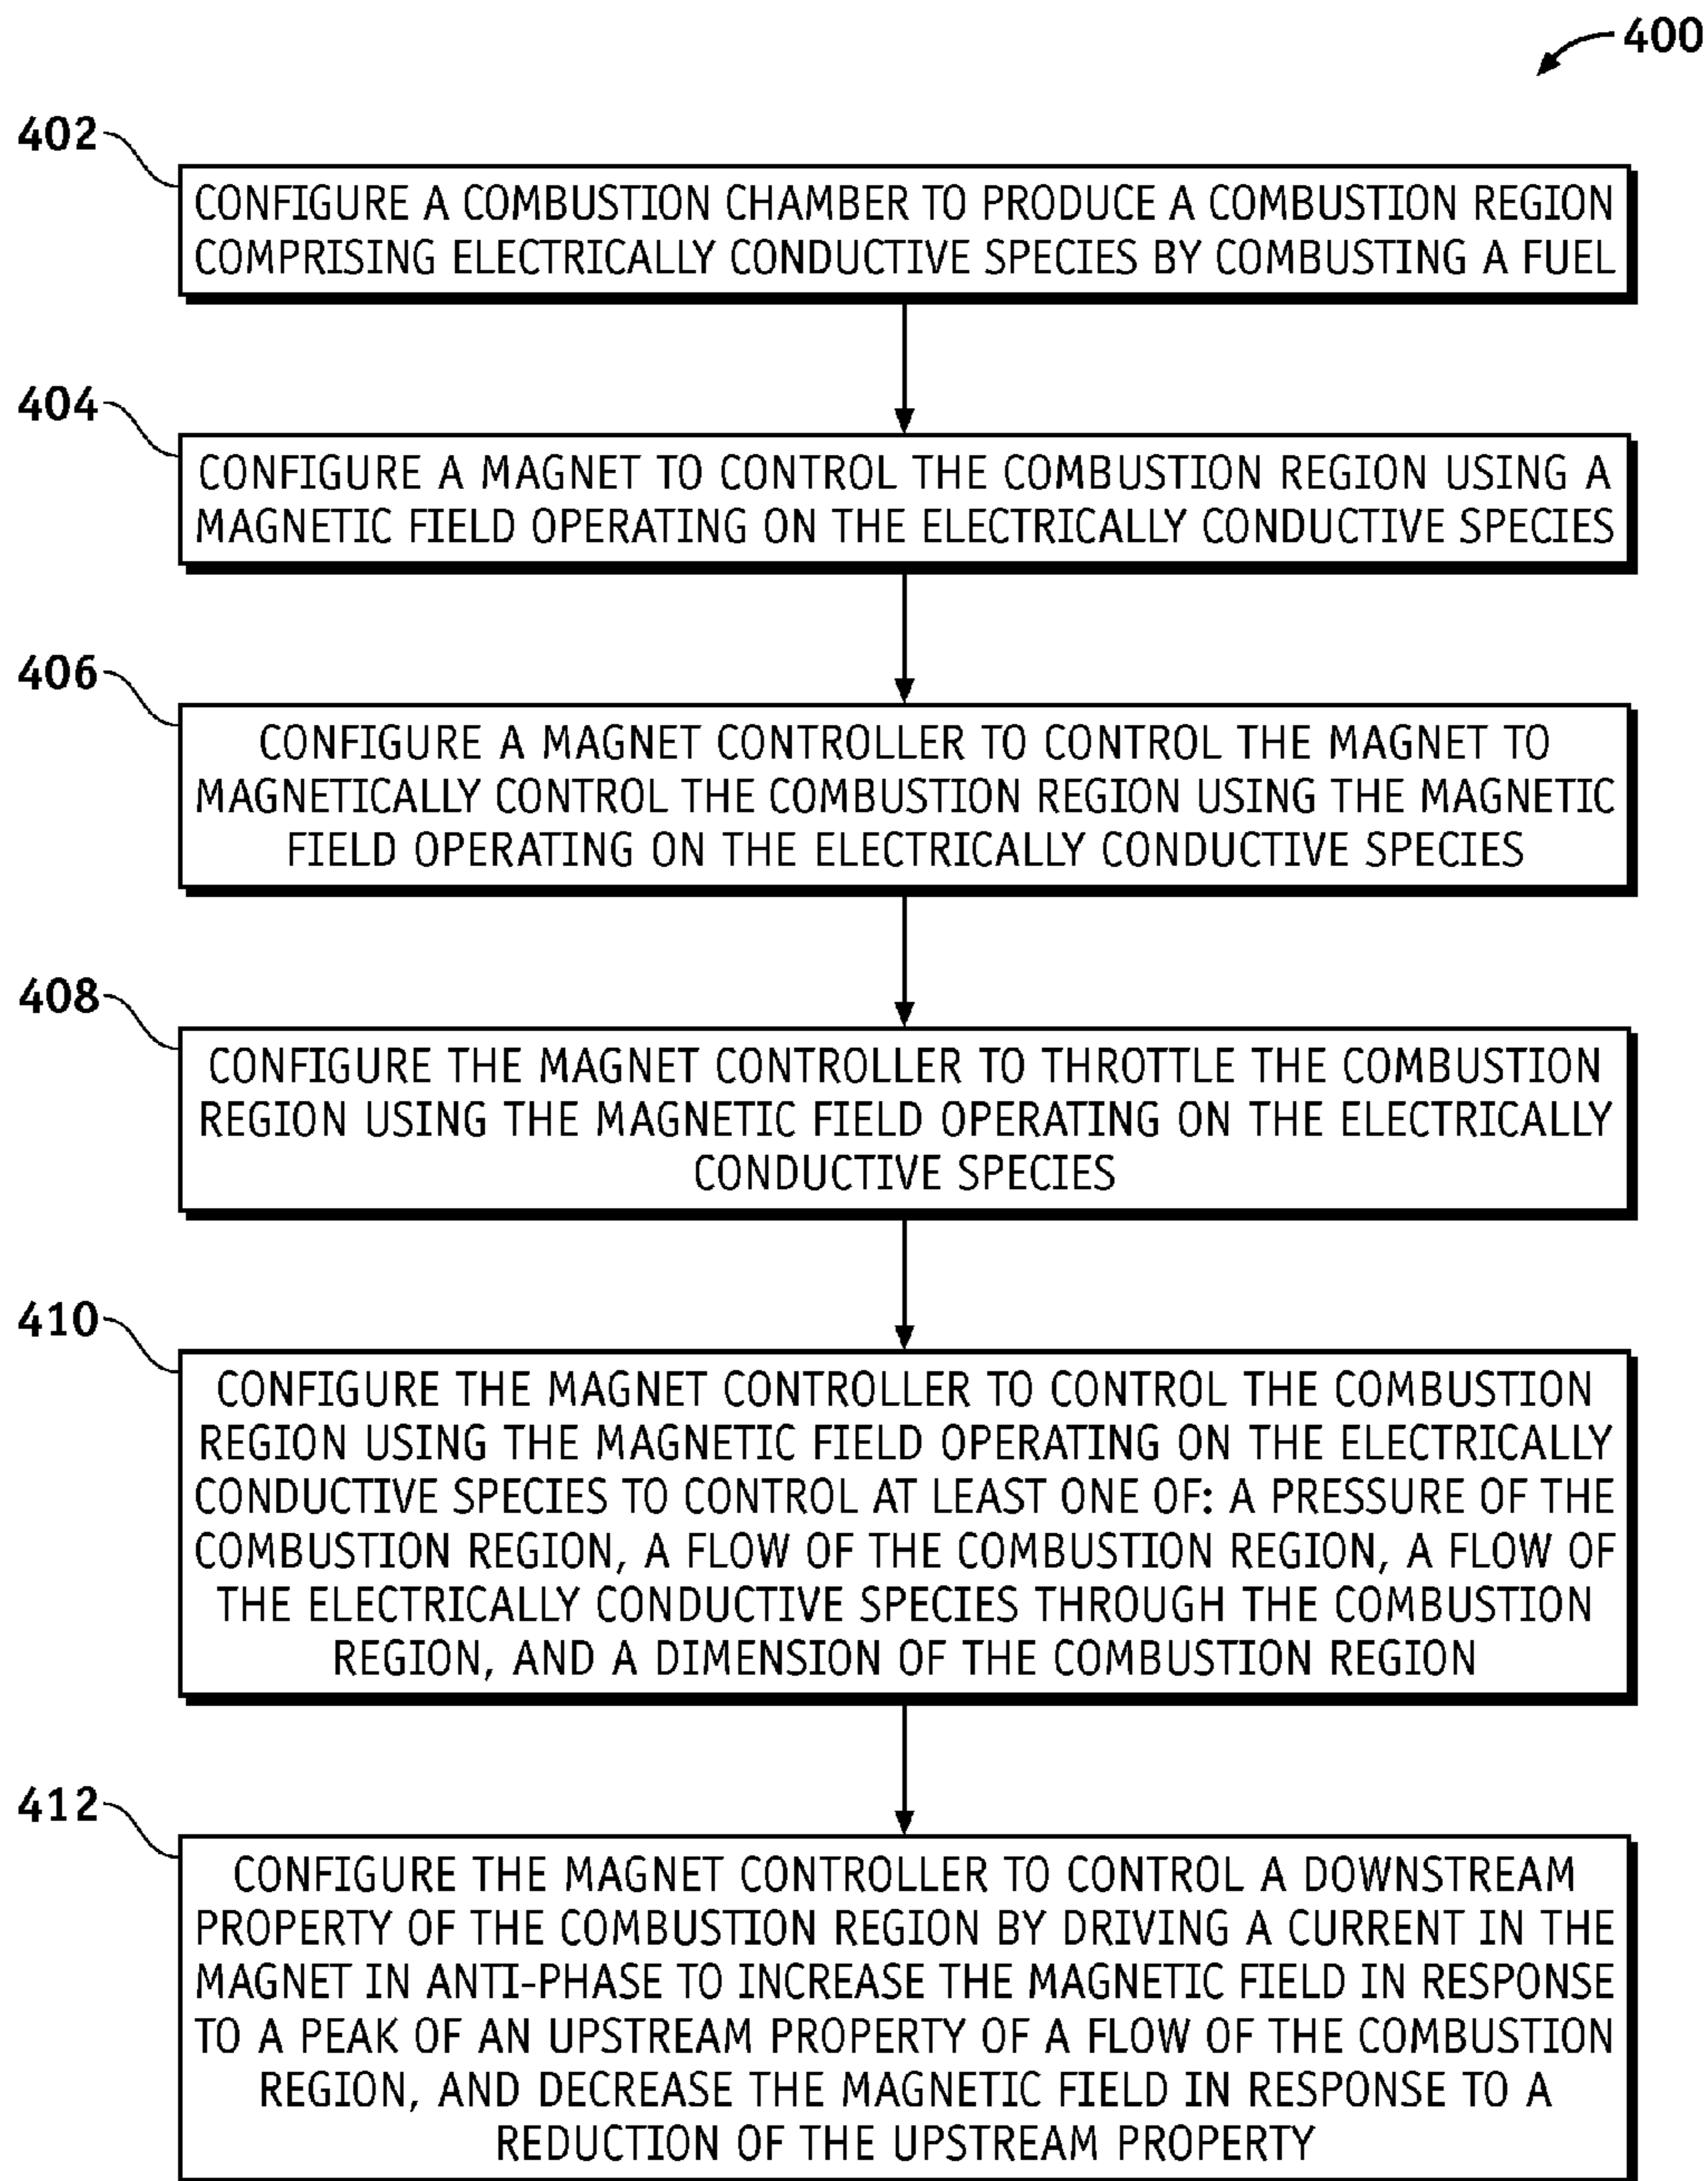 400
402
CONFIGURE A COMBUSTION CHAMBER TO PRODUCE A COMBUSTION REGION
COMPRISING ELECTRICALLY CONDUCTIVE SPECIES BY COMBUSTING A FUEL
404
CONFIGURE A MAGNET TO CONTROL THE COMBUSTION REGION USING A
MAGNETIC FIELD OPERATING ON THE ELECTRICALLY CONDUCTIVE SPECIES
406
CONFIGURE A MAGNET CONTROLLER TO CONTROL THE MAGNET TO
MAGNETICALLY CONTROL THE COMBUSTION REGION USING THE MAGNETIC
FIELD OPERATING ON THE ELECTRICALLY CONDUCTIVE SPECIES
408
CONFIGURE THE MAGNET CONTROLLER TO THROTTLE THE COMBUSTION
REGION USING THE MAGNETIC FIELD OPERATING ON THE ELECTRICALLY
CONDUCTIVE SPECIES
410
CONFIGURE THE MAGNET CONTROLLER TO CONTROL THE COMBUSTION
REGION USING THE MAGNETIC FIELD OPERATING ON THE ELECTRICALLY
CONDUCTIVE SPECIES TO CONTROL AT LEAST ONE OF: A PRESSURE OF THE
COMBUSTION REGION, A FLOW OF THE COMBUSTION REGION, A FLOW OF
THE ELECTRICALLY CONDUCTIVE SPECIES THROUGH THE COMBUSTION
REGION, AND A DIMENSION OF THE COMBUSTION REGION
412
CONFIGURE THE MAGNET CONTROLLER TO CONTROL A DOWNSTREAM
PROPERTY OF THE COMBUSTION REGION BY DRIVING A CURRENT IN THE
MAGNET IN ANTI-PHASE TO INCREASE THE MAGNETIC FIELD IN RESPONSE
TO A PEAK OF AN UPSTREAM PROPERTY OF A FLOW OF THE COMBUSTION
REGION, AND DECREASE THE MAGNETIC FIELD IN RESPONSE TO A
REDUCTION OF THE UPSTREAM PROPERTY